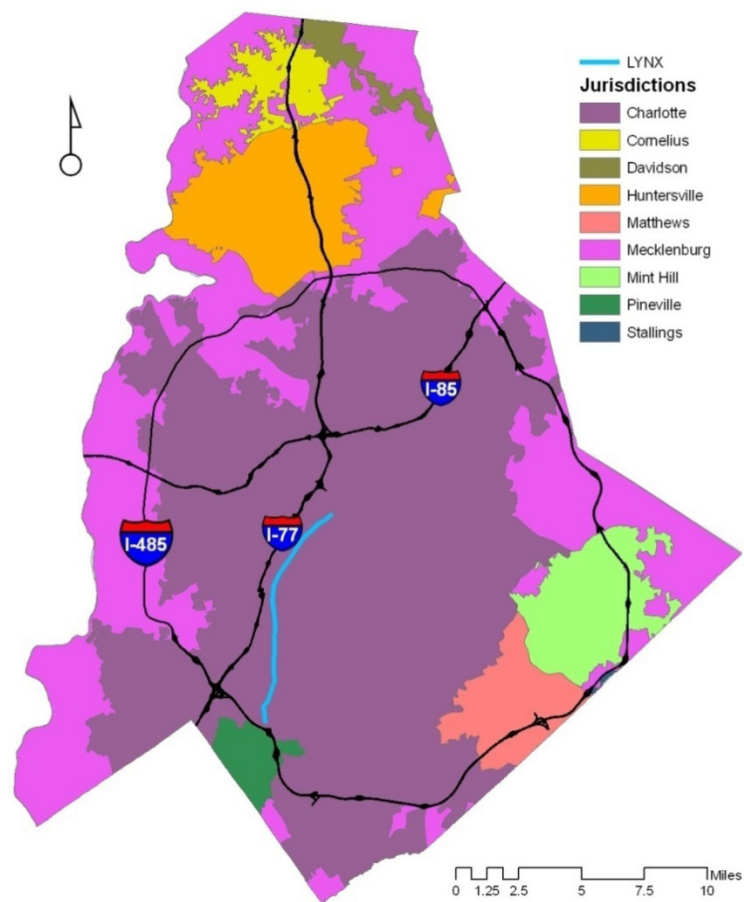 LYNX
Jurisdictions
Charlotte
Cornelius
Davidson
Huntersville
Matthews
Mecklenburg
Mint Hill
Pineville
Stallings
I-85
I-485
I-77
Miles
0 1.25 2.5 5 7.5 10